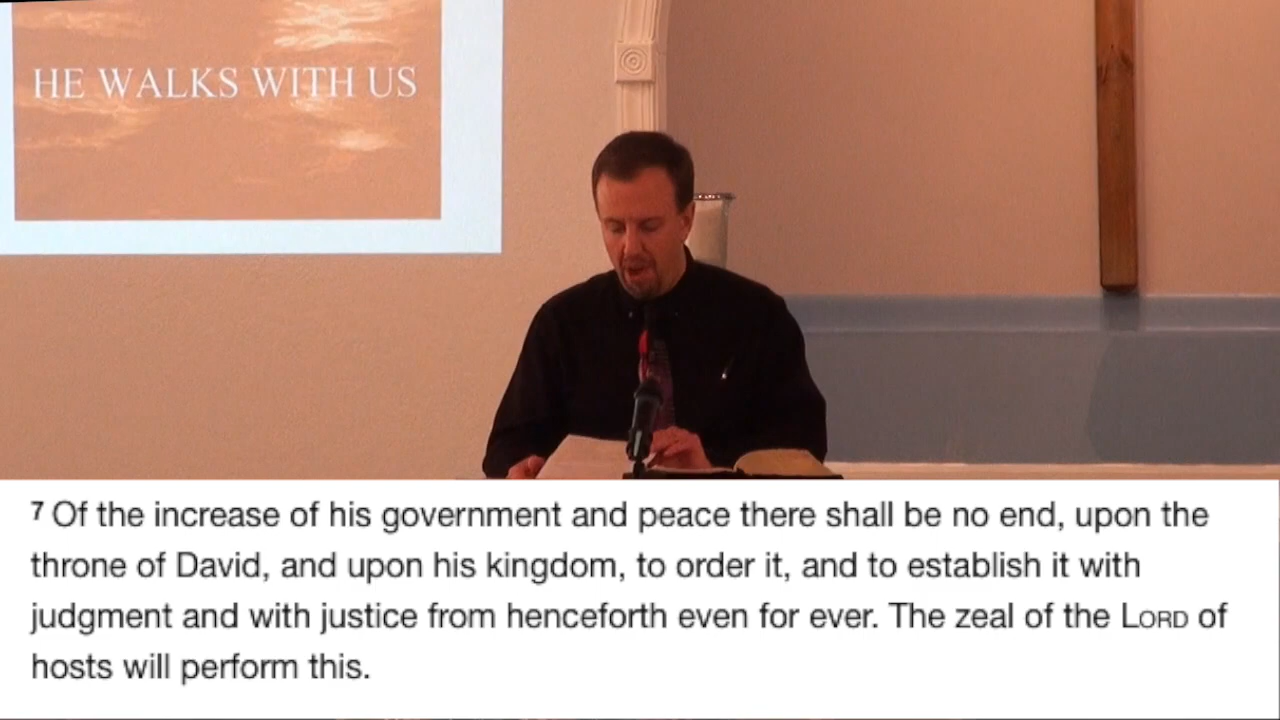 HE WALKS WITH US
7 Of the increase of his government and peace there shall be no end, upon the
throne of David, and upon his kingdom, to order it, and to establish it with
judgment and with justice from henceforth even for ever. The zeal of the LORD of
hosts will perform this.